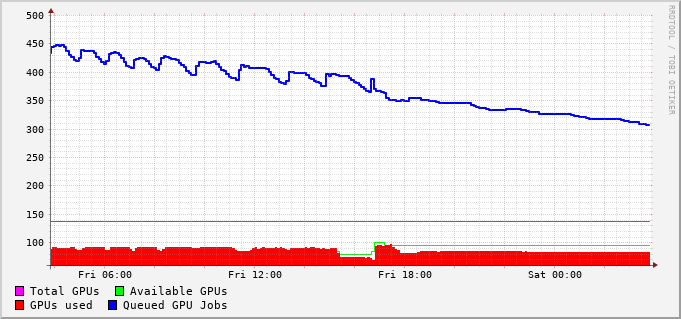 500
450
400
350
300
250
200
150
100
Fri 06:00 Fri 12:00 Fri 18:00 Sat 00:00
Total GPUs Available GPUs
GPUs used Queued GPU Jobs
RRDTOOL / TOBI OETIKER